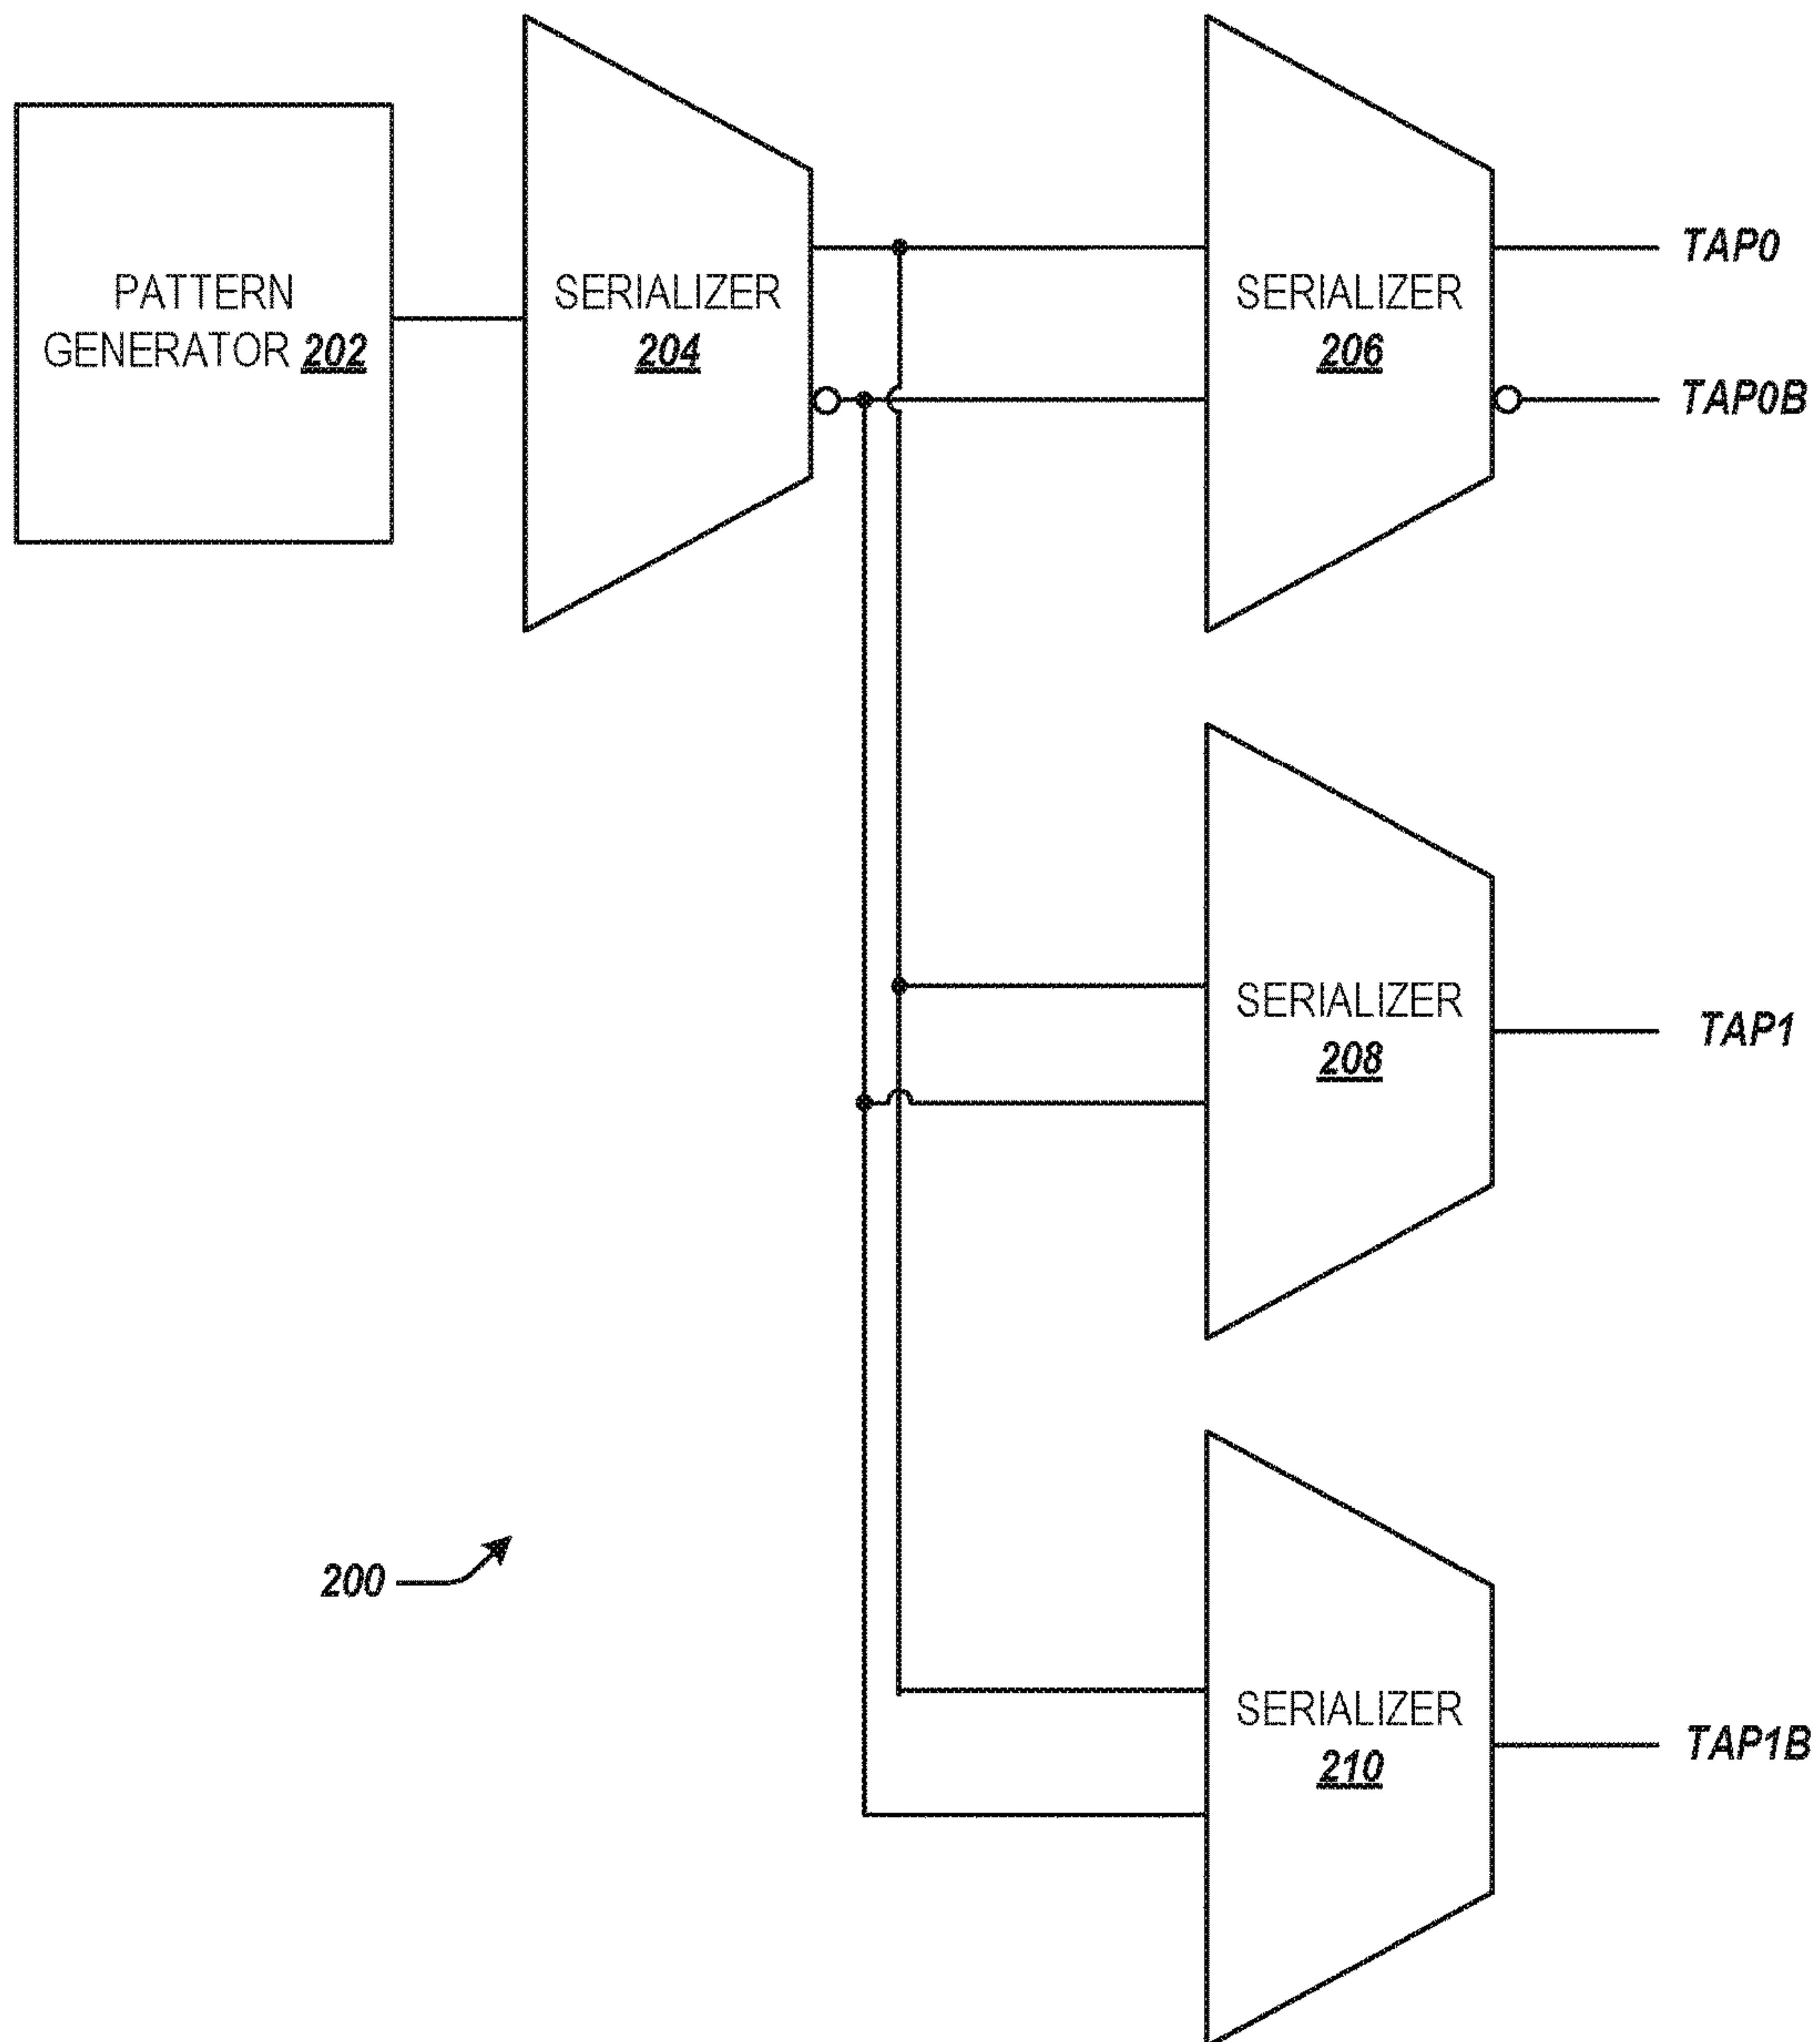 PATTERN
GENERATOR 202
SERIALIZER
204
SERIALIZER
206
TAP0
TAP0B
SERIALIZER
208
TAP1
200
SERIALIZER
210
TAP1B